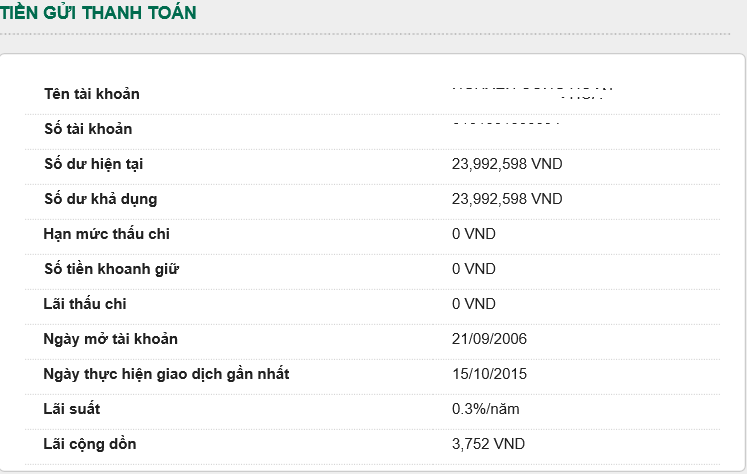 TIỀN GỬI THANH TOÁN
Tên tài khoản
Số tài khoản
Số dư hiện tại 23,992,598 VND
Số dư khả dụng 23,992,598 VND
Hạn mức thấu chi 0 VND
Số tiền khoanh giữ 0 VND
Lãi thấu chi 0 VND
Ngày mở tài khoản 21/09/2006
Ngày thực hiện giao dịch gần nhất 15/10/2015
Lãi suất 0.3%/năm
Lãi cộng dồn 3,752 VND